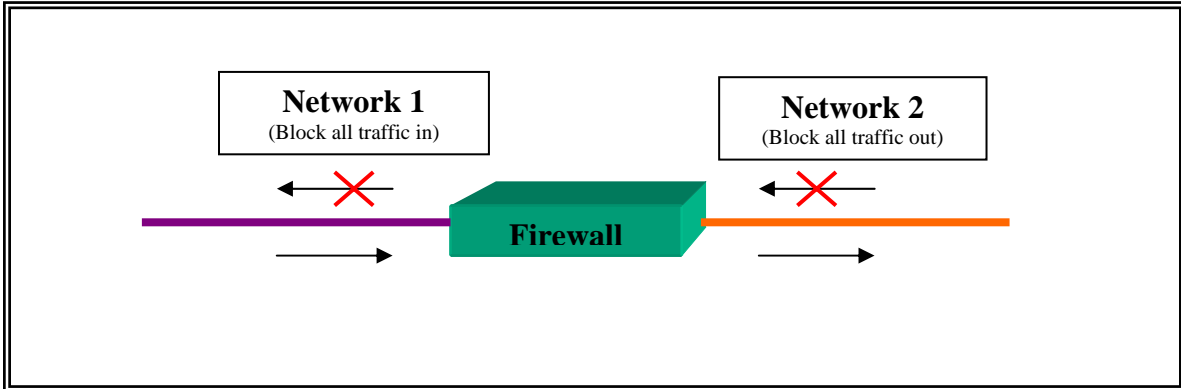 Network 1
(Block all traffic in)
Network 2
(Block all traffic out)
Firewall